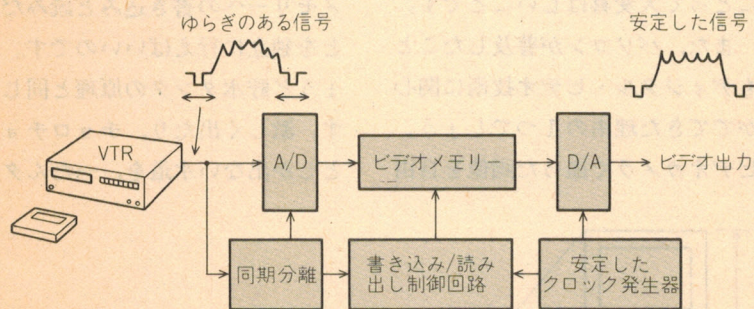 ゆらぎのある信号
安定した信号
VTR
A/D
ビデオメモリー
D/A
ビデオ出力
同期分離
書き込み/読み
出し制御回路
安定した
クロック発生器